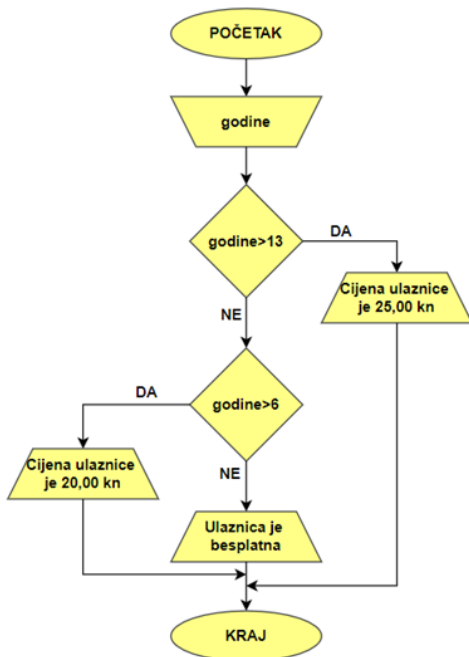 POČETAK
godine
godine>13
DA
Cijena ulaznice
je 25,00 kn
NE
godine>6
DA
Cijena ulaznice
je 20,00 kn
NE
Ulaznica je
besplatna
KRAJ